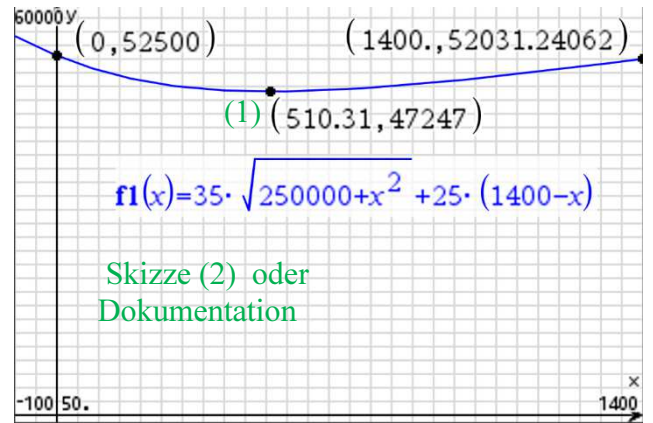 60000 y
(0,52500) (1400.,52031.24062)
(1) (510.31,47247)
f1(x)=35·√250000+x² +25·(1400−x)
Skizze (2) oder
Dokumentation
x
-100 50. 1400